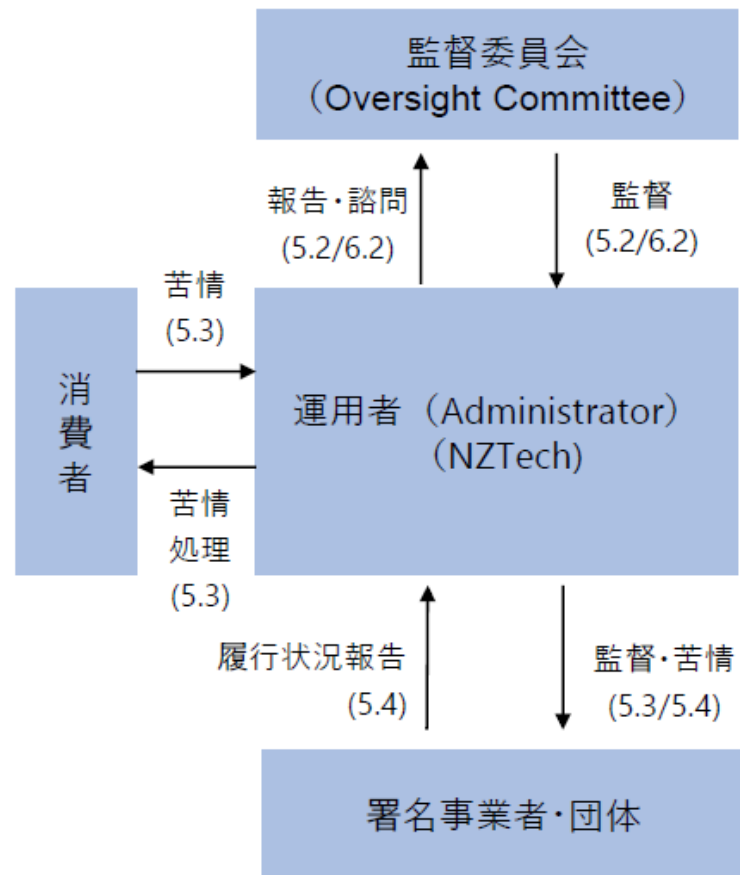 監督委員会
（Oversight Committee）
報告･諮問
(5.2/6.2)
監督
(5.2/6.2)
苦情
(5.3)
消
費
者
運用者（Administrator）
（NZTech)
苦情
処理
(5.3)
履行状況報告
(5.4)
監督･苦情
(5.3/5.4)
署名事業者･団体